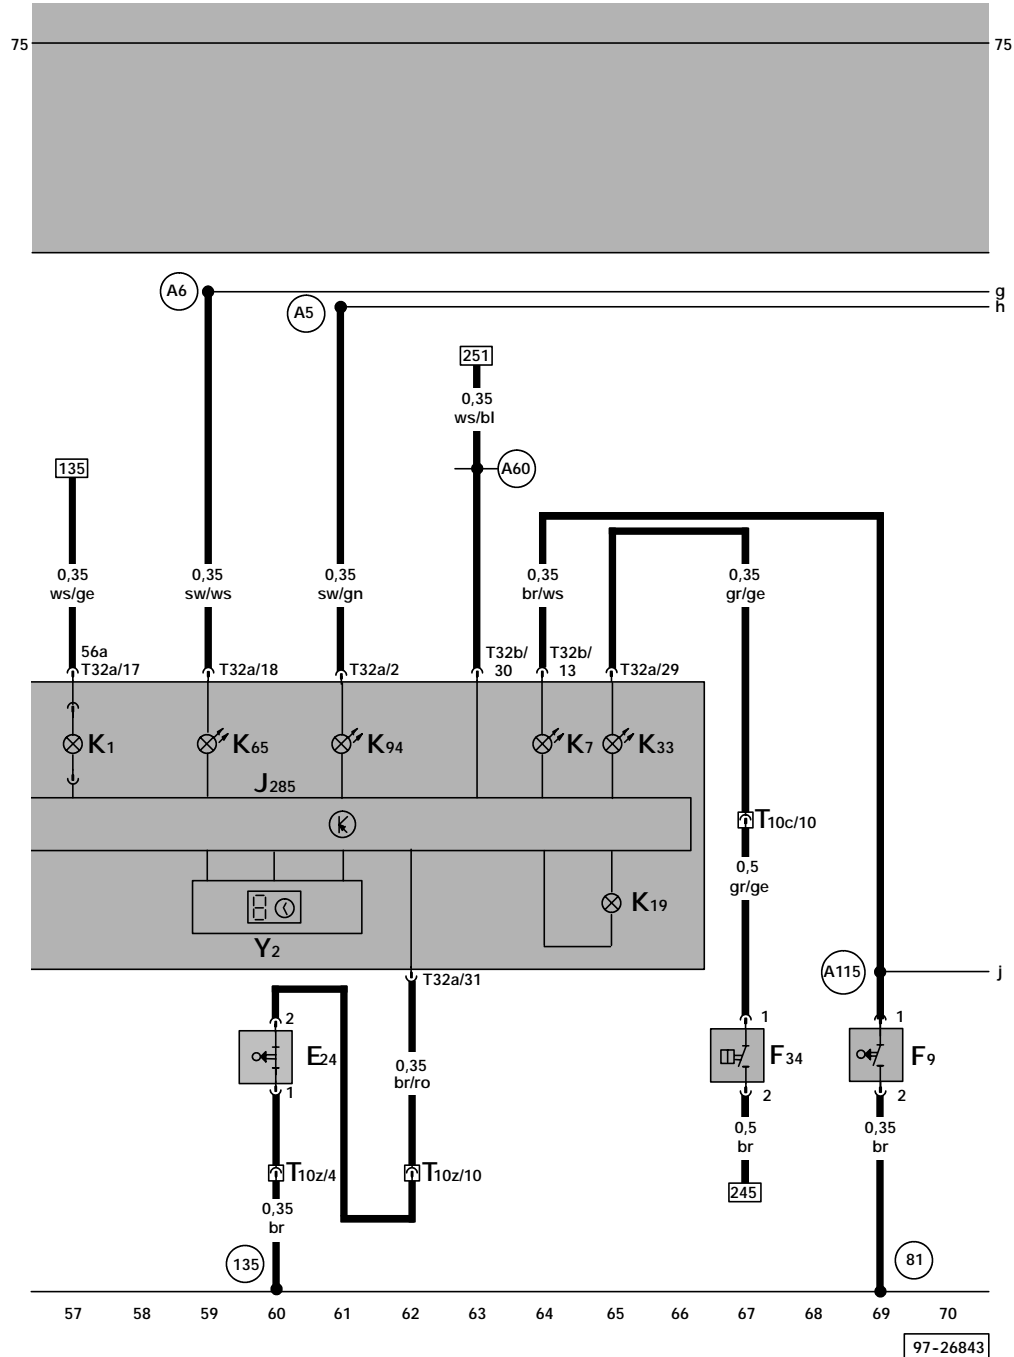 75 75
A6
g
A5
h
251
0,35
ws/bl
135
A60
0,35
ws/ge
0,35
sw/ws
0,35
sw/gn
0,35
br/ws
0,35
gr/ge
56a
T32a/17
T32a/18
T32a/2
T32b/
30
T32b/
13
T32a/29
K1
K65
K94
K7
K33
J285
T10c/10
0,5
gr/ge
K19
Y2
T32a/31
A115
j
2
E24
1
0,35
br/ro
1
F34
2
1
F9
2
0,5
br
0,35
br
T10z/4
T10z/10
245
0,35
br
135
81
57 58 59 60 61 62 63 64 65 66 67 68 69 70
97-26843